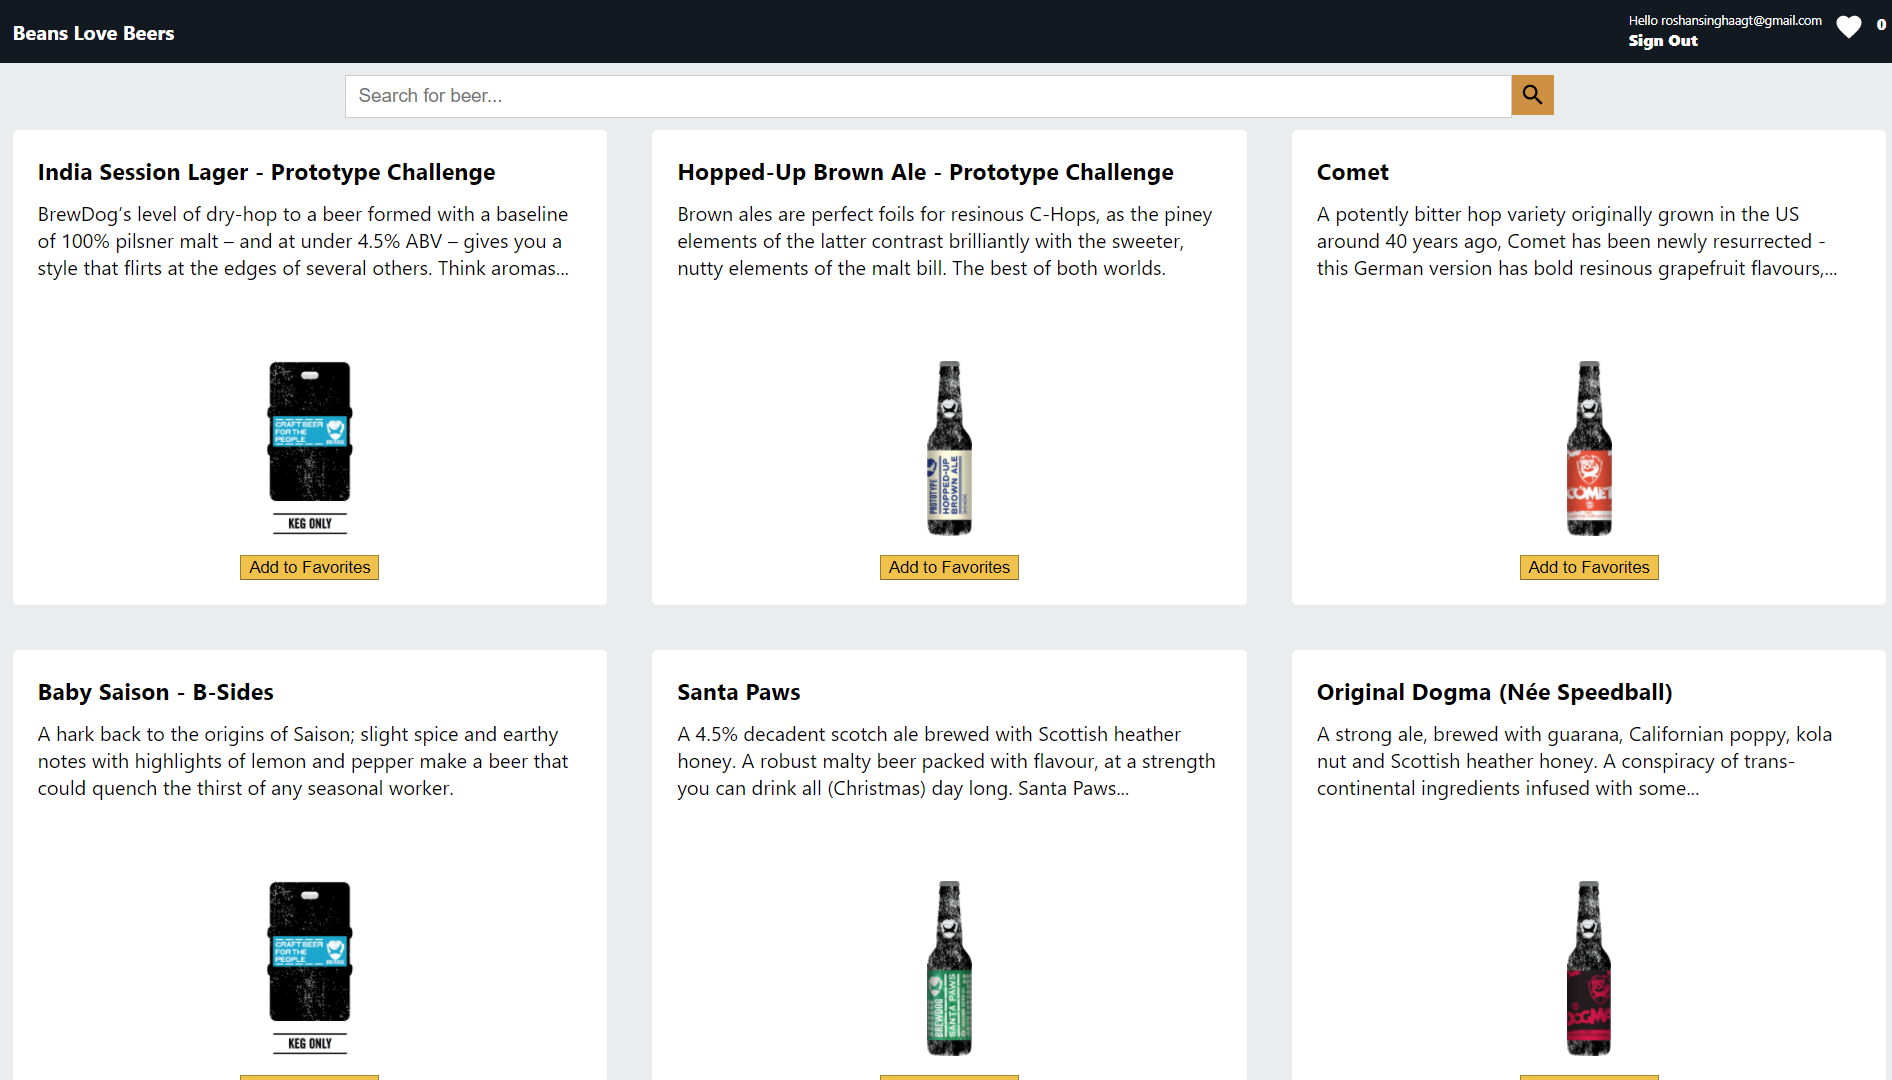 Beans Love Beers
Hello roshansinghaagt@gmail.com
Sign Out
0
Search for beer...
India Session Lager - Prototype Challenge
BrewDog’s level of dry-hop to a beer formed with a baseline
of 100% pilsner malt – and at under 4.5% ABV – gives you a
style that flirts at the edges of several others. Think aromas...
CRAFT BEER
FOR THE
PEOPLE
KEG ONLY
Add to Favorites
Hopped-Up Brown Ale - Prototype Challenge
Brown ales are perfect foils for resinous C-Hops, as the piney
elements of the latter contrast brilliantly with the sweeter,
nutty elements of the malt bill. The best of both worlds.
PROTOTYPE
HOPPED-UP
BROWN ALE
Add to Favorites
Comet
A potently bitter hop variety originally grown in the US
around 40 years ago, Comet has been newly resurrected -
this German version has bold resinous grapefruit flavours,...
COMET
Add to Favorites
Baby Saison - B-Sides
A hark back to the origins of Saison; slight spice and earthy
notes with highlights of lemon and pepper make a beer that
could quench the thirst of any seasonal worker.
CRAFT BEER
FOR THE
PEOPLE
KEG ONLY
Santa Paws
A 4.5% decadent scotch ale brewed with Scottish heather
honey. A robust malty beer packed with flavour, at a strength
you can drink all (Christmas) day long. Santa Paws...
BREWDOG
SANTA PAWS
Original Dogma (Née Speedball)
A strong ale, brewed with guarana, Californian poppy, kola
nut and Scottish heather honey. A conspiracy of trans-
continental ingredients infused with some...
DOGMA